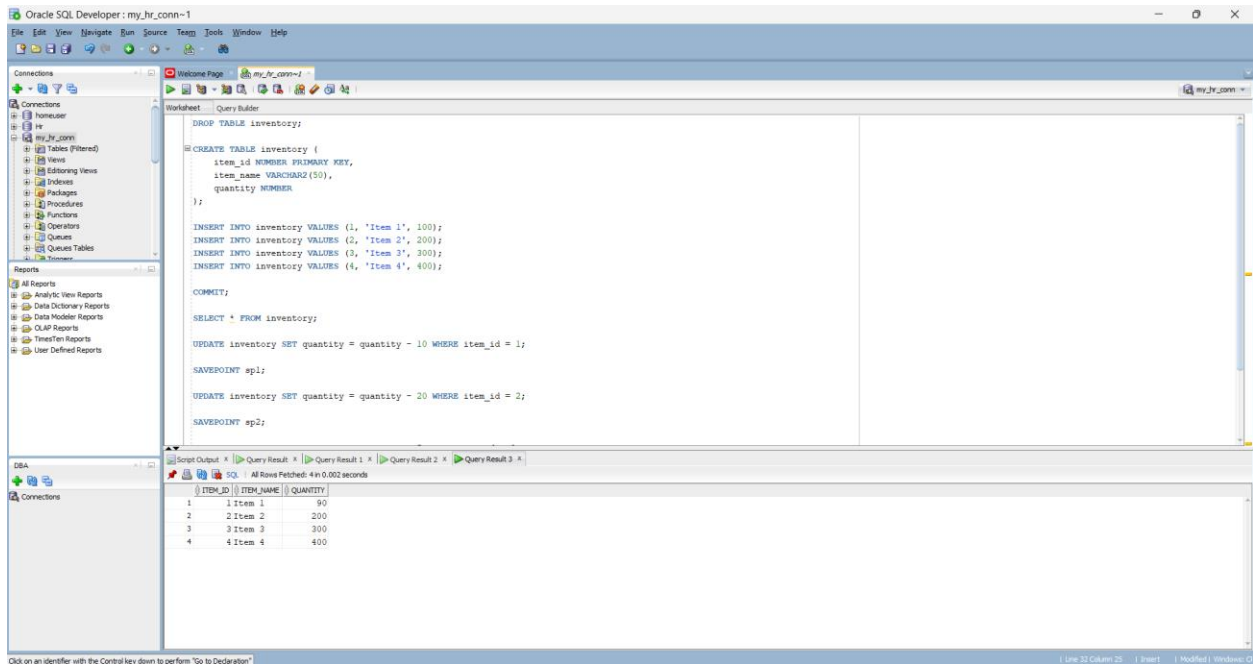 Oracle SQL Developer : my_hr_conn~1
File Edit View Navigate Run Source Team Tools Window Help
Connections
Welcome Page
my_hr_conn~1
my_hr_conn
Connections
homeuser
Hr
my_hr_conn
Tables (Filtered)
Views
Editioning Views
Indexes
Packages
Procedures
Functions
Operators
Queues
Queues Tables
Triggers
Worksheet Query Builder
DROP TABLE inventory;
CREATE TABLE inventory (
item_id NUMBER PRIMARY KEY,
item_name VARCHAR2(50),
quantity NUMBER
);
INSERT INTO inventory VALUES (1, 'Item 1', 100);
INSERT INTO inventory VALUES (2, 'Item 2', 200);
INSERT INTO inventory VALUES (3, 'Item 3', 300);
INSERT INTO inventory VALUES (4, 'Item 4', 400);
COMMIT;
SELECT * FROM inventory;
UPDATE inventory SET quantity = quantity - 10 WHERE item_id = 1;
SAVEPOINT sp1;
UPDATE inventory SET quantity = quantity - 20 WHERE item_id = 2;
SAVEPOINT sp2;
Reports
All Reports
Analytic View Reports
Data Dictionary Reports
Data Modeler Reports
OLAP Reports
TimesTen Reports
User Defined Reports
DBA
Connections
Script Output Query Result Query Result 1 Query Result 2 Query Result 3
SQL | All Rows Fetched: 4 in 0.002 seconds
ITEM_ID ITEM_NAME QUANTITY
1 1 Item 1 90
2 2 Item 2 200
3 3 Item 3 300
4 4 Item 4 400
Click on an identifier with the Control key down to perform "Go to Declaration"
Line 32 Column 25 | Insert | Modified | Windows: C